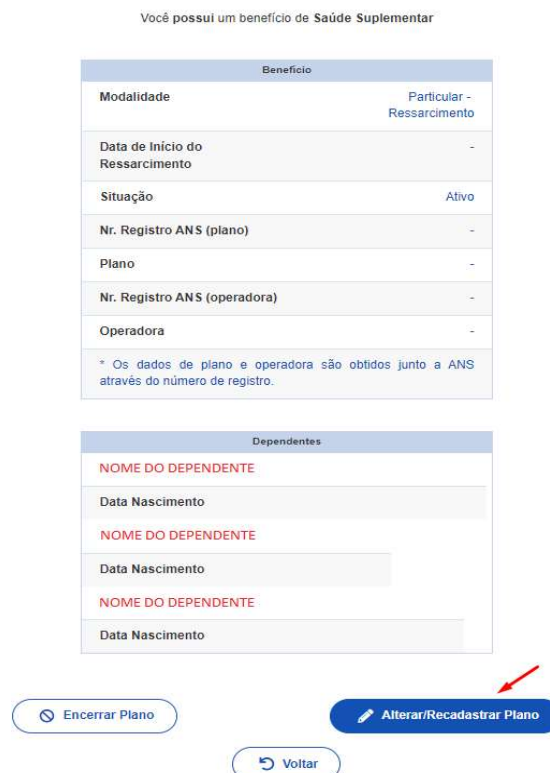 Você possui um benefício de Saúde Suplementar
Benefício
Modalidade Particular -
Ressarcimento
Data de Início do -
Ressarcimento
Situação Ativo
Nr. Registro ANS (plano) -
Plano -
Nr. Registro ANS (operadora) -
Operadora -
* Os dados de plano e operadora são obtidos junto a ANS
através do número de registro.
Dependentes
NOME DO DEPENDENTE
Data Nascimento
NOME DO DEPENDENTE
Data Nascimento
NOME DO DEPENDENTE
Data Nascimento
Encerrar Plano Alterar/Recadastrar Plano
Voltar